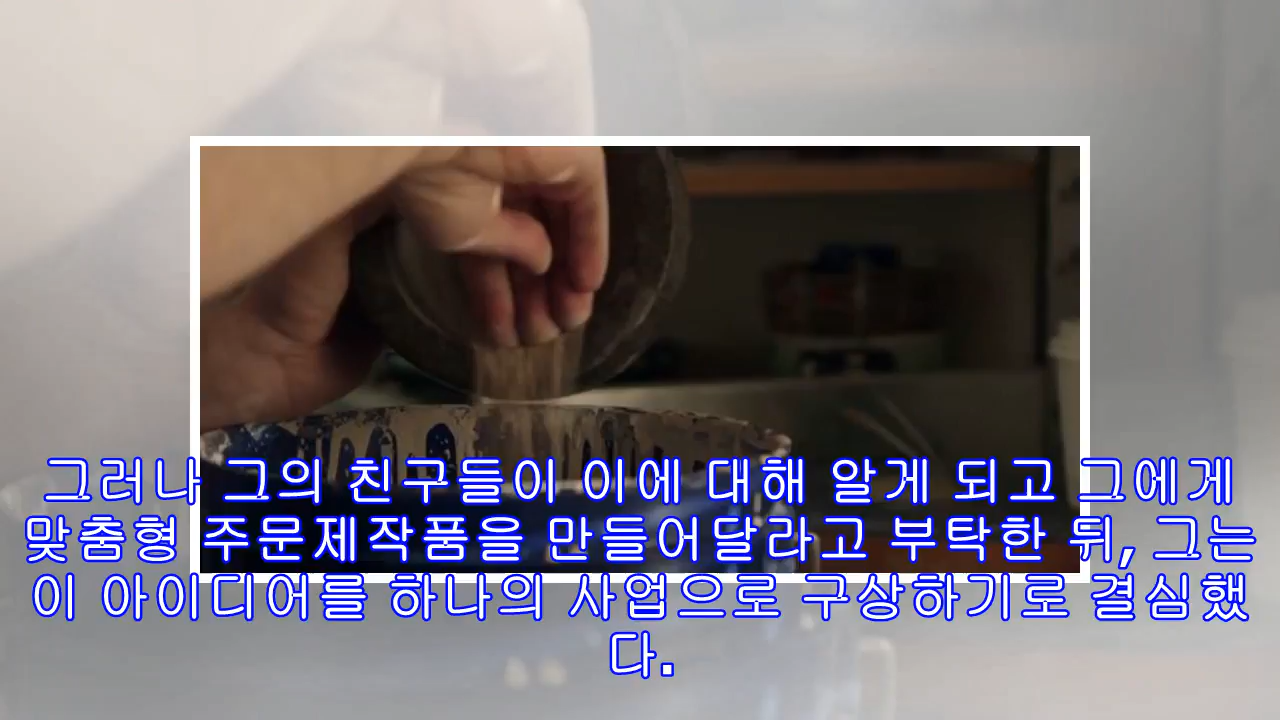 그러나 그의 친구들이 이에 대해 알게 되고 그에게
맞춤형 주문제작품을 만들어달라고 부탁한 뒤, 그는
이 아이디어를 하나의 사업으로 구상하기로 결심했
다.